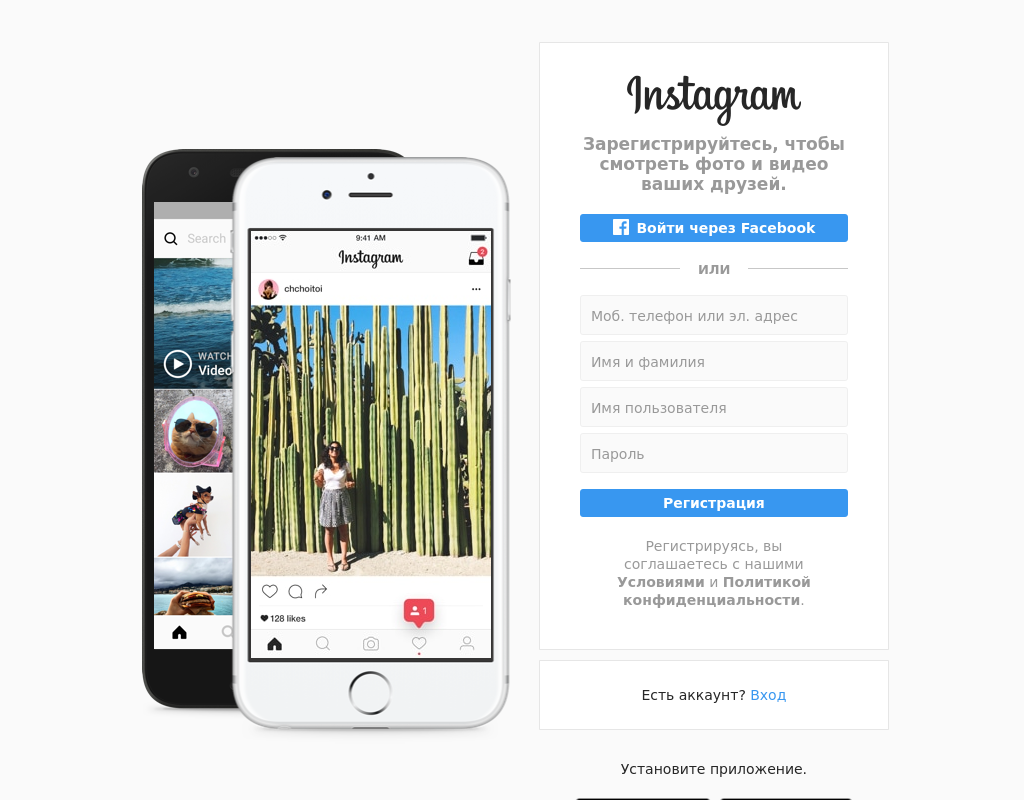 Instagram
Зарегистрируйтесь, чтобы
смотреть фото и видео
ваших друзей.
Войти через Facebook
ИЛИ
Моб. телефон или эл. адрес
Имя и фамилия
Имя пользователя
Пароль
Регистрация
Регистрируясь, вы
соглашаетесь с нашими
Условиями и Политикой
конфиденциальности.
Есть аккаунт? Вход
Установите приложение.
Search
WATCH
Video
9:41 AM
Instagram
2
chchoitoi
1
128 likes